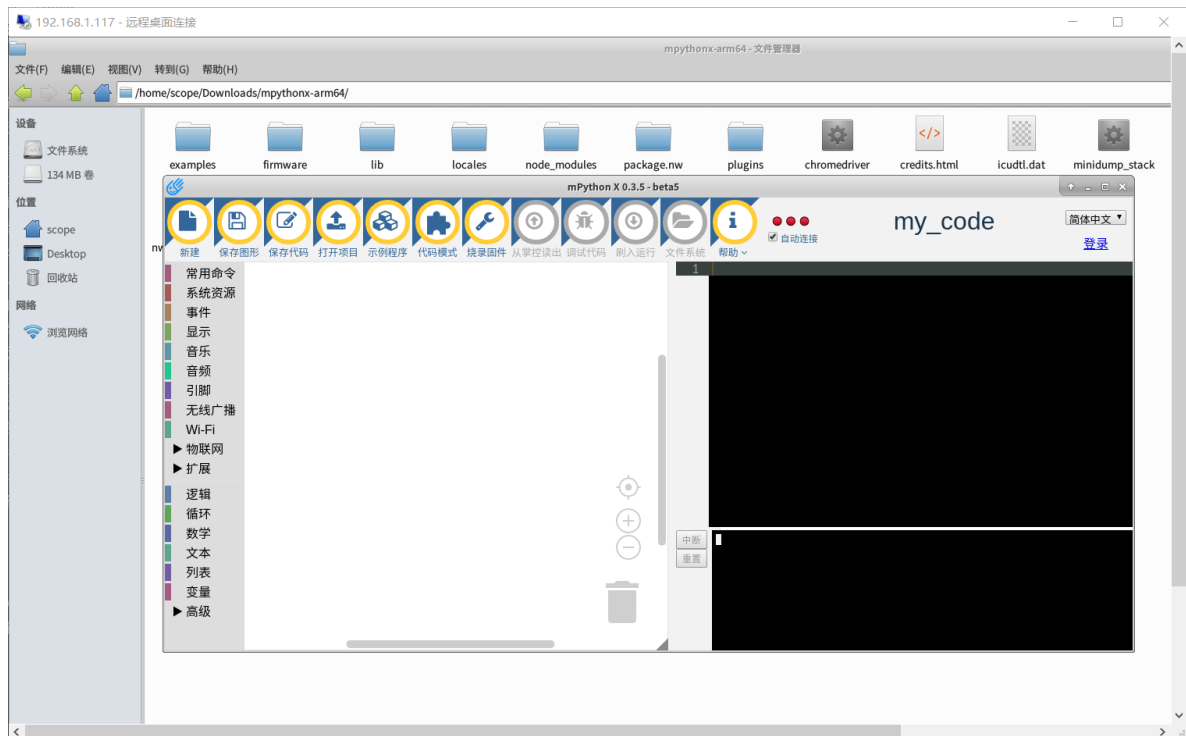 192.168.1.117 - 远程桌面连接
mpythonx-arm64 - 文件管理器
文件(F) 编辑(E) 视图(V) 转到(G) 帮助(H)
/home/scope/Downloads/mpythonx-arm64/
设备
文件系统
134 MB 卷
位置
scope
Desktop
回收站
网络
浏览网络
examples firmware lib locales node_modules package.nw plugins chromedriver credits.html icudtl.dat minidump_stack
nw
mPython X 0.3.5 - beta5
新建 保存图形 保存代码 打开项目 示例程序 代码模式 烧录固件 从掌控读出 调试代码 刷入运行 文件系统 帮助
自动连接
my_code
简体中文
登录
常用命令
系统资源
事件
显示
音乐
音频
引脚
无线广播
Wi-Fi
物联网
扩展
逻辑
循环
数学
文本
列表
变量
高级
1
中断
重置